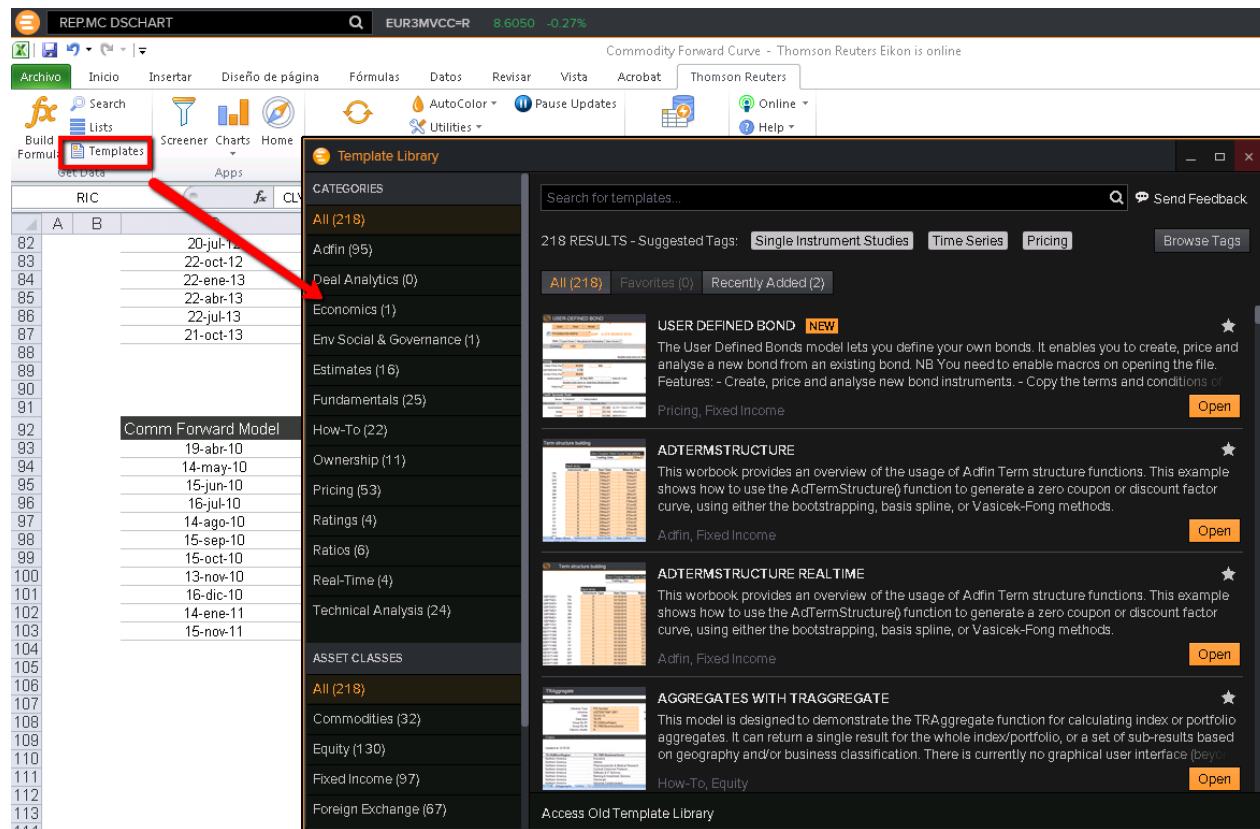 REP.MC DSCHART
EUR3MVCC=R 8.6050 -0.27%
Commodity Forward Curve - Thomson Reuters Eikon is online
Archivo Inicio Insertar Diseño de página Fórmulas Datos Revisar Vista Acrobat Thomson Reuters
Build Formula
Search
Lists
Templates
Get Data
Screener Charts Home
Apps
AutoColor
Utilities
Pause Updates
Online
Help
RIC
fx
A B
82 20-jul-12
83 22-oct-12
84 22-ene-13
85 22-abr-13
86 22-jul-13
87 21-oct-13
88
89
90
91
92 Comm Forward Model
93 19-abr-10
94 14-may-10
95 15-jun-10
96 16-jul-10
97 14-ago-10
98 15-sep-10
99 15-oct-10
100 13-nov-10
101 16-dic-10
102 14-ene-11
103 15-nov-11
104
105
106
107
108
109
110
111
112
113
Template Library
CATEGORIES
All (218)
Adfin (95)
Deal Analytics (0)
Economics (1)
Env Social & Governance (1)
Estimates (16)
Fundamentals (25)
How-To (22)
Ownership (11)
Pricing (53)
Ratings (4)
Ratios (6)
Real-Time (4)
Technical Analysis (24)
ASSET CLASSES
All (218)
Commodities (32)
Equity (130)
Fixed Income (97)
Foreign Exchange (67)
Search for templates...
Send Feedback
218 RESULTS - Suggested Tags: Single Instrument Studies Time Series Pricing
Browse Tags
All (218) Favorites (0) Recently Added (2)
USER DEFINED BOND NEW
The User Defined Bonds model lets you define your own bonds. It enables you to create, price and
analyse a new bond from an existing bond. NB You need to enable macros on opening the file.
Features: - Create, price and analyse new bond instruments. - Copy the terms and conditions of
Pricing, Fixed Income
Open
ADTERMSTRUCTURE
This worbook provides an overview of the usage of Adfin Term structure functions. This example
shows how to use the AdTermStructure() function to generate a zero coupon or discount factor
curve, using either the bootstrapping, basis spline, or Vasicek-Fong methods.
Adfin, Fixed Income
Open
ADTERMSTRUCTURE REALTIME
This worbook provides an overview of the usage of Adfin Term structure functions. This example
shows how to use the AdTermStructure() function to generate a zero coupon or discount factor
curve, using either the bootstrapping, basis spline, or Vasicek-Fong methods.
Adfin, Fixed Income
Open
AGGREGATES WITH TRAGGREGATE
This model is designed to demonstrate the TRAggregate function for calculating index or portfolio
aggregates. It can return a single result for the whole index/portfolio, or a set of sub-results based
on geography and/or business classification. There is currently no graphical user interface (beyo
How-To, Equity
Open
Access Old Template Library